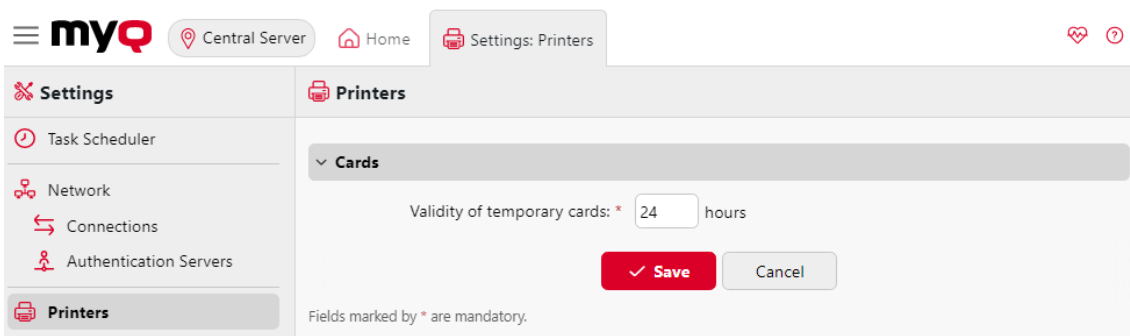 myQ
Central Server
Home
Settings: Printers
Settings
Printers
Task Scheduler
Cards
Network
Validity of temporary cards: * 24 hours
Connections
Authentication Servers
Save
Cancel
Printers
Fields marked by * are mandatory.